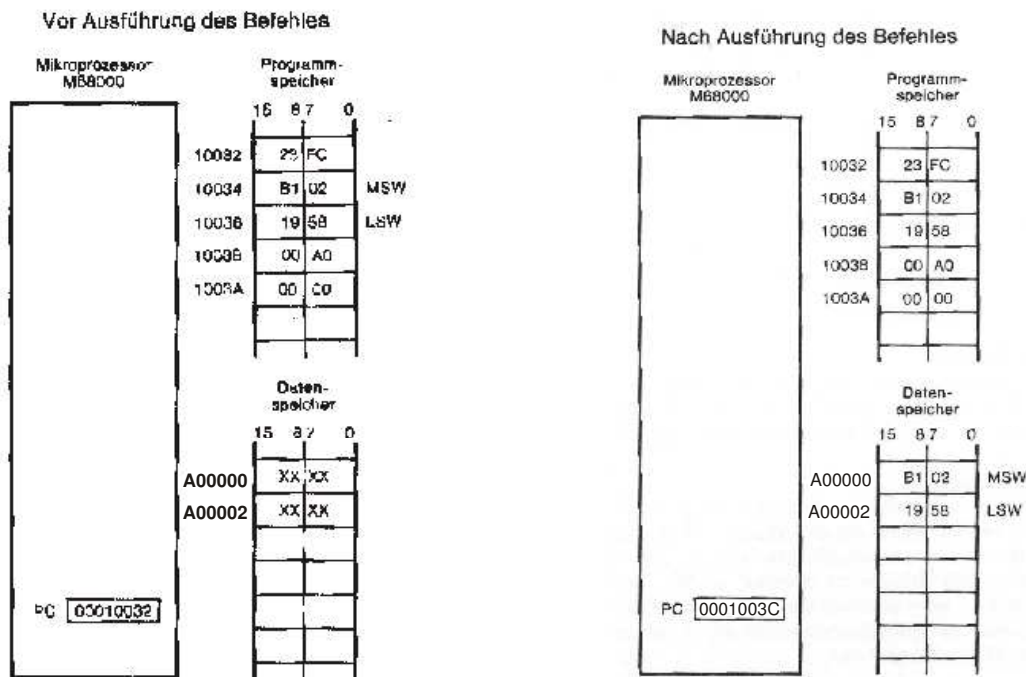 Vor Ausführung des Befehles
Mikroprozessor
M68000
Programm-
speicher
15 8 7 0
10032 23 FC
10034 B1 02 MSW
10036 19 58 LSW
10038 00 A0
1003A 00 00
Daten-
speicher
15 8 7 0
A00000 XX XX
A00002 XX XX
PC 00010032
Nach Ausführung des Befehles
Mikroprozessor
M68000
Programm-
speicher
15 8 7 0
10032 23 FC
10034 B1 02
10036 19 58
10038 00 A0
1003A 00 00
Daten-
speicher
15 8 7 0
A00000 B1 02 MSW
A00002 19 58 LSW
PC 0001003C